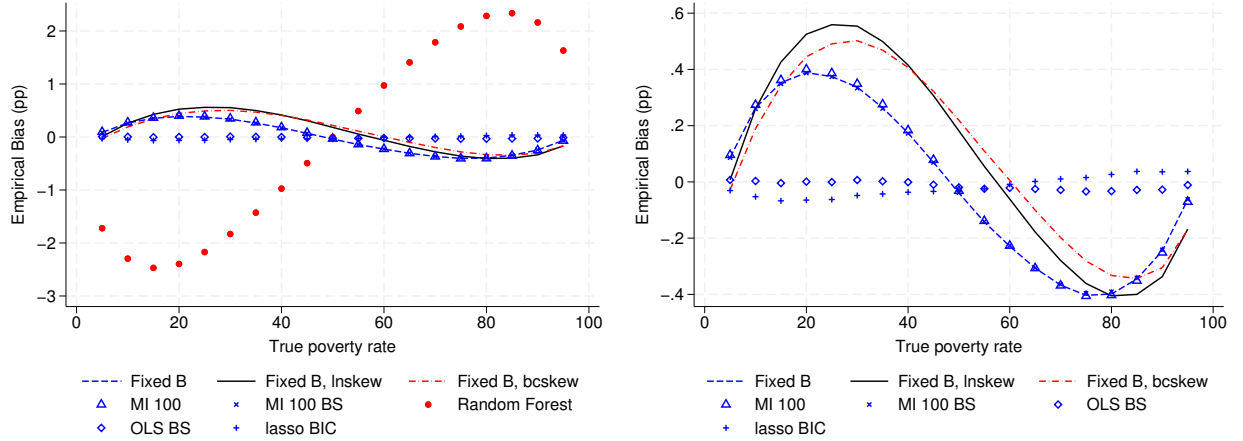 Empirical Bias (pp)
2
1
0
−1
−2
−3
0 20 40 60 80 100
True poverty rate
Fixed B Fixed B, lnskew Fixed B, bcskew
MI 100 MI 100 BS Random Forest
OLS BS lasso BIC
Empirical Bias (pp)
.6
.4
.2
0
−.2
−.4
0 20 40 60 80 100
True poverty rate
Fixed B Fixed B, lnskew Fixed B, bcskew
MI 100 MI 100 BS OLS BS
lasso BIC